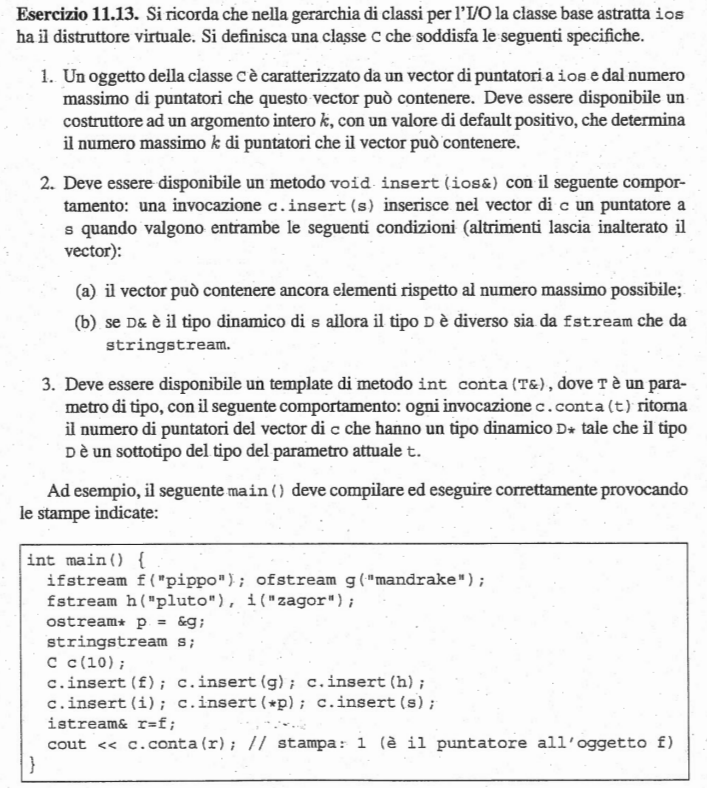 Esercizio 11.13. Si ricorda che nella gerarchia di classi per l'I/O la classe base astratta ios
ha il distruttore virtuale. Si definisca una classe C che soddisfa le seguenti specifiche.
1. Un oggetto della classe C è caratterizzato da un vector di puntatori a ios e dal numero
massimo di puntatori che questo vector può contenere. Deve essere disponibile un
costruttore ad un argomento intero k, con un valore di default positivo, che determina
il numero massimo k di puntatori che il vector può contenere.
2. Deve essere disponibile un metodo void insert(ios&) con il seguente compor-
tamento: una invocazione c.insert(s) inserisce nel vector di c un puntatore a
s quando valgono entrambe le seguenti condizioni (altrimenti lascia inalterato il
vector):
(a) il vector può contenere ancora elementi rispetto al numero massimo possibile;
(b) se D& è il tipo dinamico di s allora il tipo D è diverso sia da fstream che da
stringstream.
3. Deve essere disponibile un template di metodo int conta(T&), dove T è un para-
metro di tipo, con il seguente comportamento: ogni invocazione c.conta(t) ritorna
il numero di puntatori del vector di c che hanno un tipo dinamico D* tale che il tipo
D è un sottotipo del tipo del parametro attuale t.
Ad esempio, il seguente main() deve compilare ed eseguire correttamente provocando
le stampe indicate:
int main() {
ifstream f("pippo"); ofstream g("mandrake");
fstream h("pluto"), i("zagor");
ostream* p = &g;
stringstream s;
C c(10);
c.insert(f); c.insert(g); c.insert(h);
c.insert(i); c.insert(*p); c.insert(s);
istream& r=f;
cout << c.conta(r); // stampa: 1 (è il puntatore all'oggetto f)
}